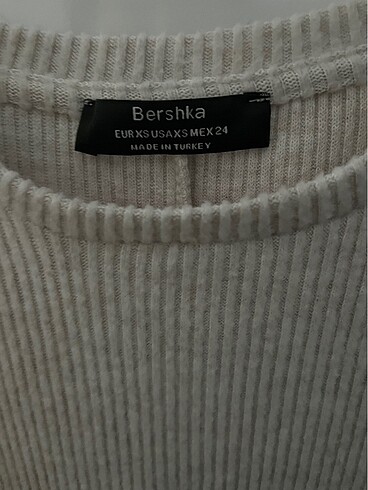 Bershka
EUR XS USA XS MEX 24
MADE IN TURKEY